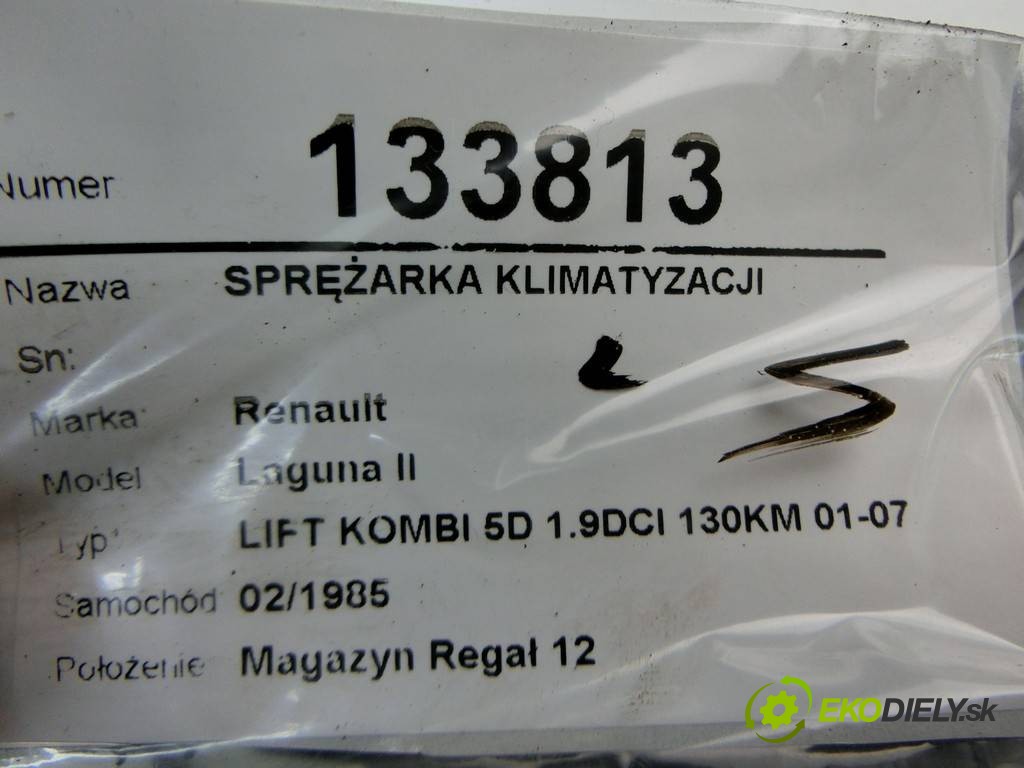 Numer 133813
Nazwa SPRĘŻARKA KLIMATYZACJI
Sn:
Marka: Renault
Model Laguna II
Typ: LIFT KOMBI 5D 1.9DCI 130KM 01-07
Samochód 02/1985
Położenie Magazyn Regał 12
EKODIELY.sk